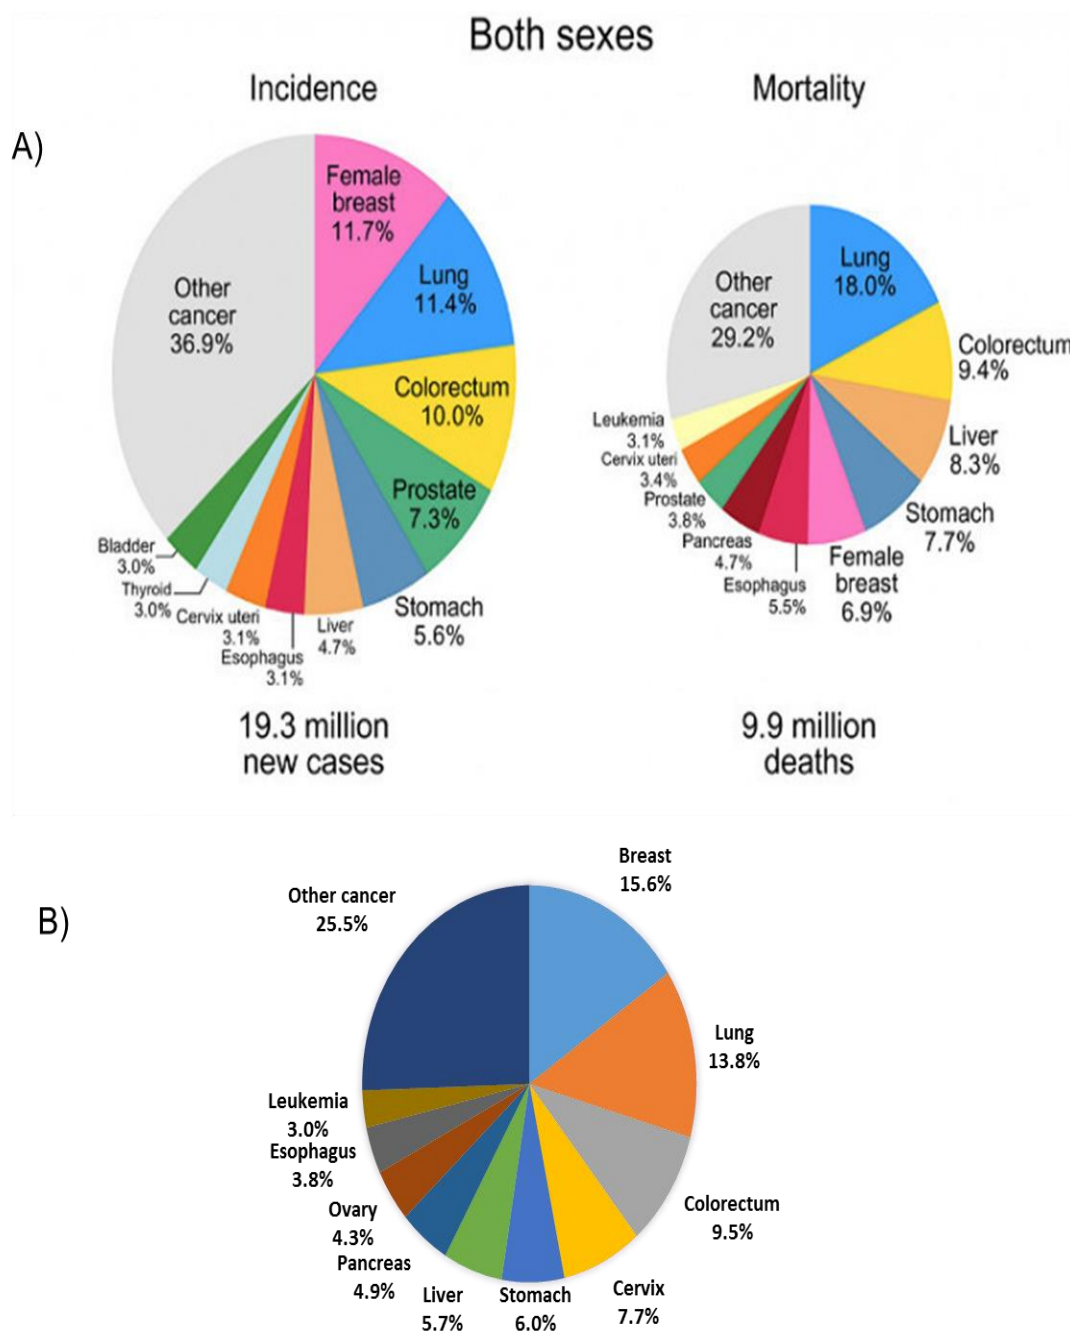 Both sexes
Incidence
Mortality
A)
Female
breast
11.7%
Lung
11.4%
Colorectum
10.0%
Prostate
7.3%
Stomach
5.6%
Liver
4.7%
Esophagus
3.1%
Cervix uteri
3.1%
Thyroid
3.0%
Bladder
3.0%
Other
cancer
36.9%
19.3 million
new cases
Lung
18.0%
Colorectum
9.4%
Liver
8.3%
Stomach
7.7%
Female
breast
6.9%
Esophagus
5.5%
Pancreas
4.7%
Prostate
3.8%
Cervix uteri
3.4%
Leukemia
3.1%
Other
cancer
29.2%
9.9 million
deaths
B)
Breast
15.6%
Lung
13.8%
Colorectum
9.5%
Cervix
7.7%
Stomach
6.0%
Liver
5.7%
Pancreas
4.9%
Ovary
4.3%
Esophagus
3.8%
Leukemia
3.0%
Other cancer
25.5%